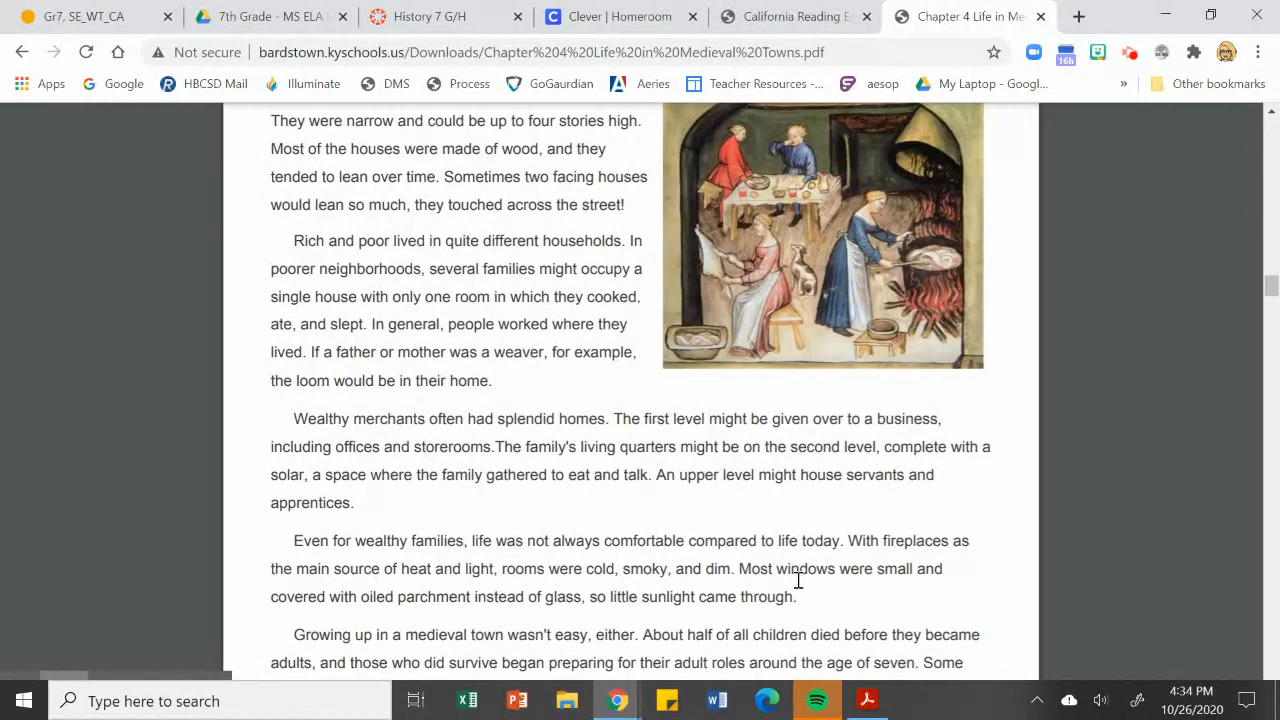 Gr7, SE_WT_CA
7th Grade - MS ELA
History 7 G/H
Clever | Homeroom
California Reading
Chapter 4 Life in Me
Not secure
bardstown.kyschools.us/Downloads/Chapter%204%20Life%20in%20Medieval%20Towns.pdf
16h
Apps
Google
HBCSD Mail
Illuminate
DMS
Process
GoGaurdian
Aeries
Teacher Resources -...
aesop
My Laptop - Googl...
»
Other bookmarks
They were narrow and could be up to four stories high.
Most of the houses were made of wood, and they
tended to lean over time. Sometimes two facing houses
would lean so much, they touched across the street!
Rich and poor lived in quite different households. In
poorer neighborhoods, several families might occupy a
single house with only one room in which they cooked,
ate, and slept. In general, people worked where they
lived. If a father or mother was a weaver, for example,
the loom would be in their home.
Wealthy merchants often had splendid homes. The first level might be given over to a business,
including offices and storerooms.The family's living quarters might be on the second level, complete with a
solar, a space where the family gathered to eat and talk. An upper level might house servants and
apprentices.
Even for wealthy families, life was not always comfortable compared to life today. With fireplaces as
the main source of heat and light, rooms were cold, smoky, and dim. Most windows were small and
covered with oiled parchment instead of glass, so little sunlight came through.
Growing up in a medieval town wasn't easy, either. About half of all children died before they became
adults, and those who did survive began preparing for their adult roles around the age of seven. Some
Type here to search
4:34 PM
10/26/2020